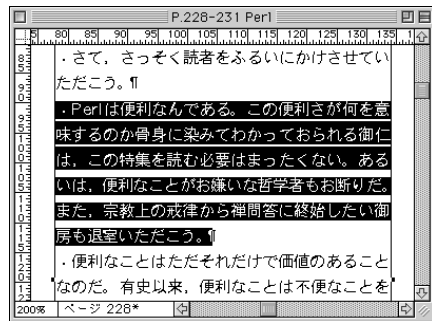 P.228-231 Perl
5 80 85 90 95 100 105 110 115 120 125 130 135 1
・さて，さっそく読者をふるいにかけさせてい
ただこう。¶
・Perlは便利なんである。この便利さが何を意
味するのか骨身に染みてわかっておられる御仁
は，この特集を読む必要はまったくない。ある
いは，便利なことがお嫌いな哲学者もお断りだ。
また，宗教上の戒律から禅問答に終始したい御
房も退室いただこう。¶
・便利なことはただそれだけで価値のあること
なのだ。有史以来，便利なことは不便なことを
200% ページ 228*